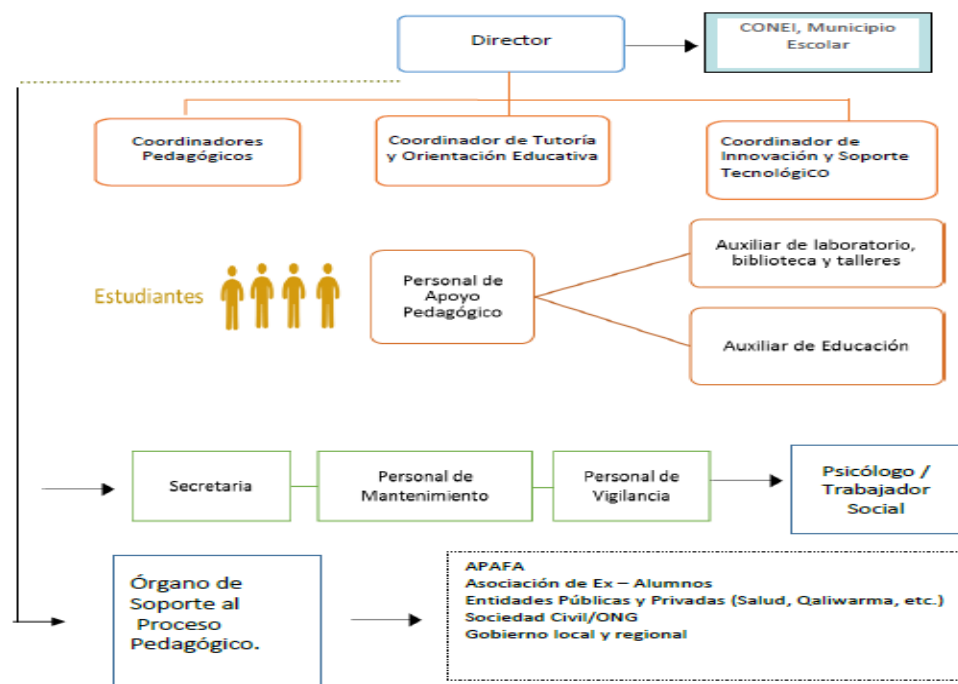 Director
CONEI, Municipio
Escolar
Coordinadores
Pedagógicos
Coordinador de Tutoría
y Orientación Educativa
Coordinador de
Innovación y Soporte
Tecnológico
Auxiliar de laboratorio,
biblioteca y talleres
Estudiantes
Personal de
Apoyo
Pedagógico
Auxiliar de Educación
Secretaria
Personal de
Mantenimiento
Personal de
Vigilancia
Psicólogo /
Trabajador
Social
Órgano de
Soporte al
Proceso
Pedagógico.
APAFA
Asociación de Ex – Alumnos
Entidades Públicas y Privadas (Salud, Qaliwarma, etc.)
Sociedad Civil/ONG
Gobierno local y regional